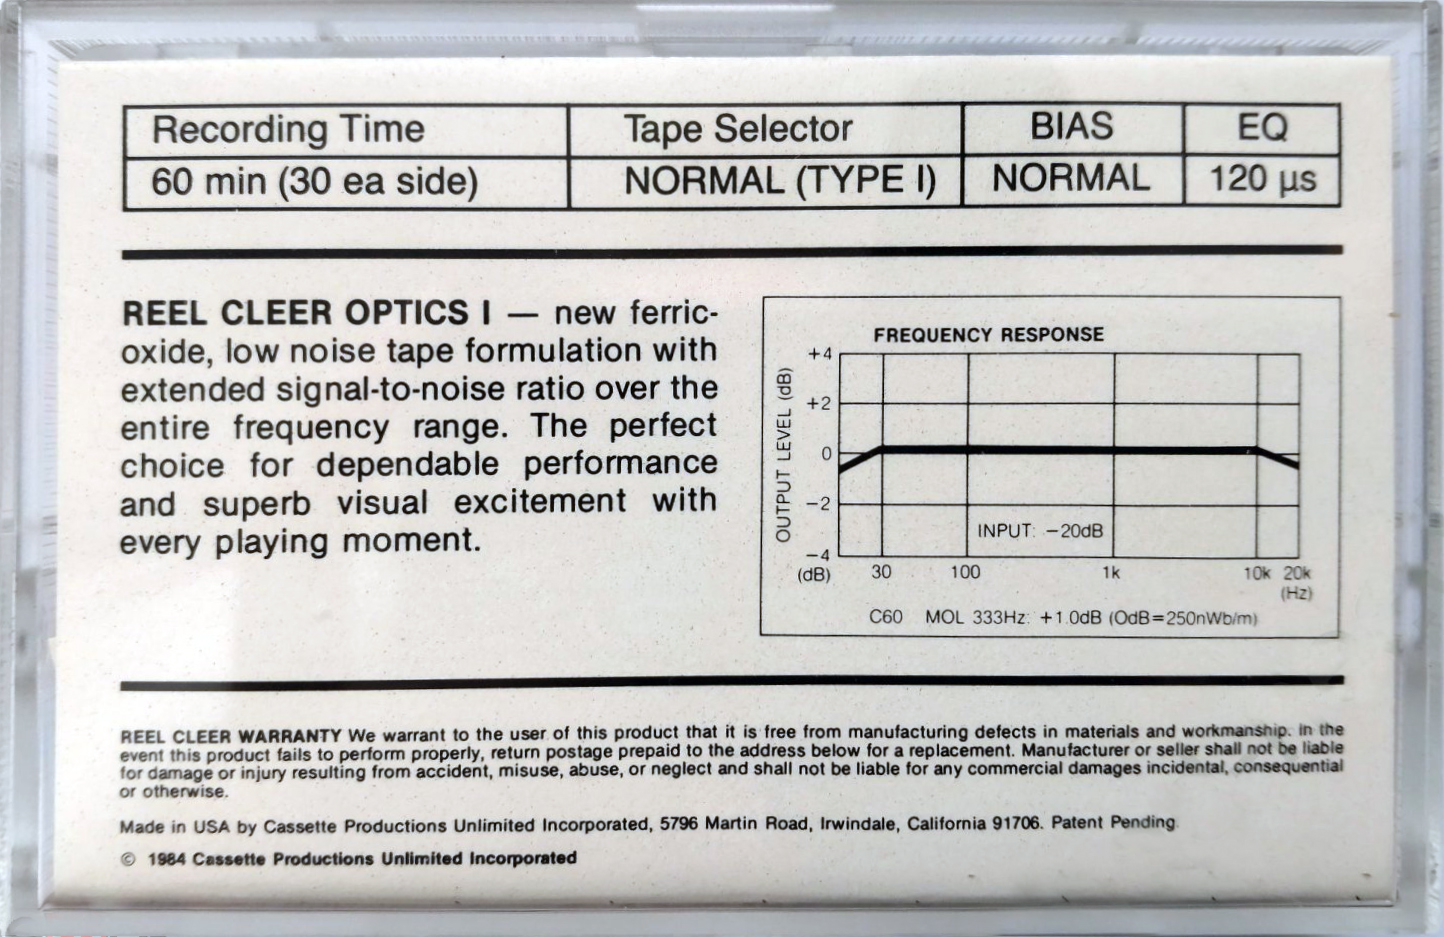 Recording Time Tape Selector BIAS EQ
60 min (30 ea side) NORMAL (TYPE I) NORMAL 120 µs
REEL CLEER OPTICS I — new ferric-
oxide, low noise tape formulation with
extended signal-to-noise ratio over the
entire frequency range. The perfect
choice for dependable performance
and superb visual excitement with
every playing moment.
FREQUENCY RESPONSE
OUTPUT LEVEL (dB)
+4
+2
0
−2
−4
INPUT: −20dB
(dB) 30 100 1k 10k 20k
(Hz)
C60 MOL 333Hz: +1.0dB (OdB=250nWb/m)
REEL CLEER WARRANTY We warrant to the user of this product that it is free from manufacturing defects in materials and workmanship. In the
event this product fails to perform properly, return postage prepaid to the address below for a replacement. Manufacturer or seller shall not be liable
for damage or injury resulting from accident, misuse, abuse, or neglect and shall not be liable for any commercial damages incidental, consequential
or otherwise.
Made in USA by Cassette Productions Unlimited Incorporated, 5796 Martin Road, Irwindale, California 91706. Patent Pending.
© 1984 Cassette Productions Unlimited Incorporated